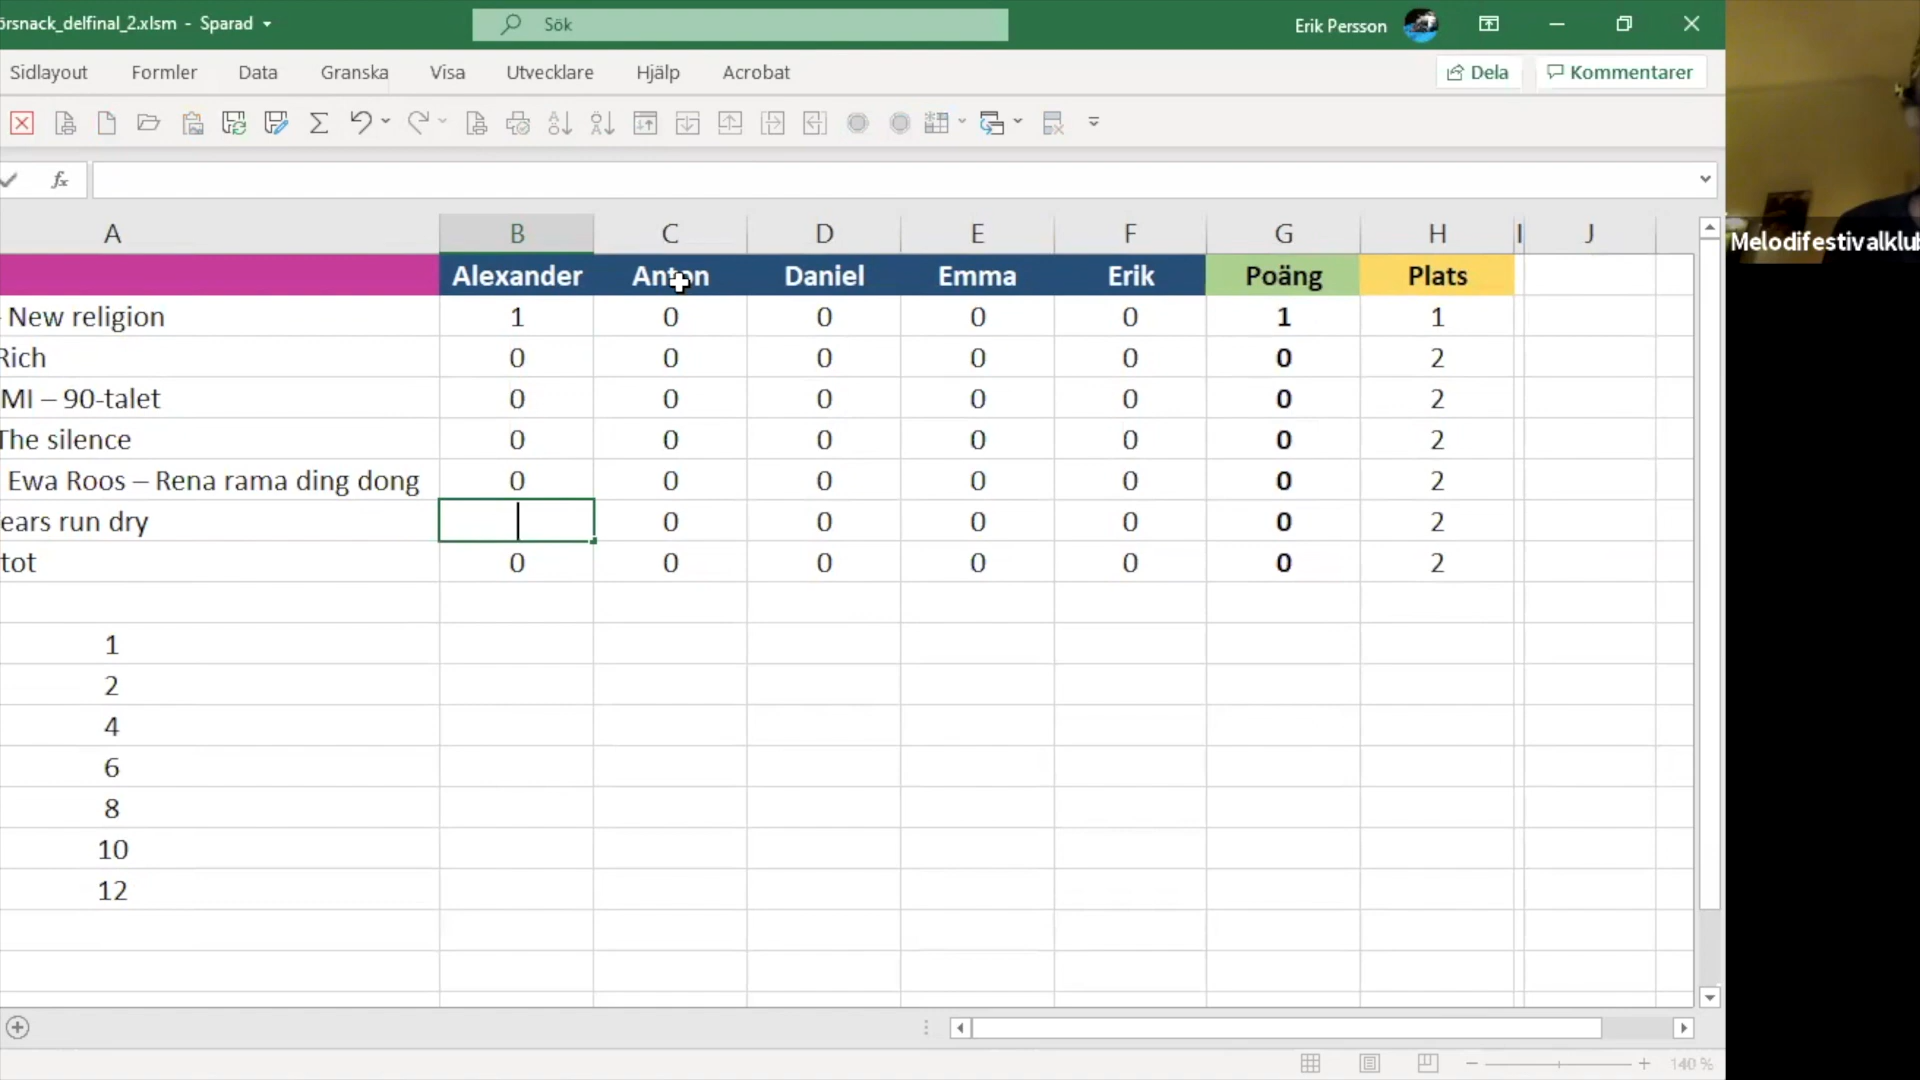 örsnack_delfinal_2.xlsm - Sparad Sök Erik Persson
Sidlayout Formler Data Granska Visa Utvecklare Hjälp Acrobat Dela Kommentarer
fx
A B C D E F G H I J
Alexander Anton Daniel Emma Erik Poäng Plats
- New religion 1 0 0 0 0 1 1
Rich 0 0 0 0 0 0 2
MI – 90-talet 0 0 0 0 0 0 2
The silence 0 0 0 0 0 0 2
Ewa Roos – Rena rama ding dong 0 0 0 0 0 0 2
ears run dry 0 0 0 0 0 2
tot 0 0 0 0 0 0 2
1
2
4
6
8
10
12
140 %
Melodifestivalklub